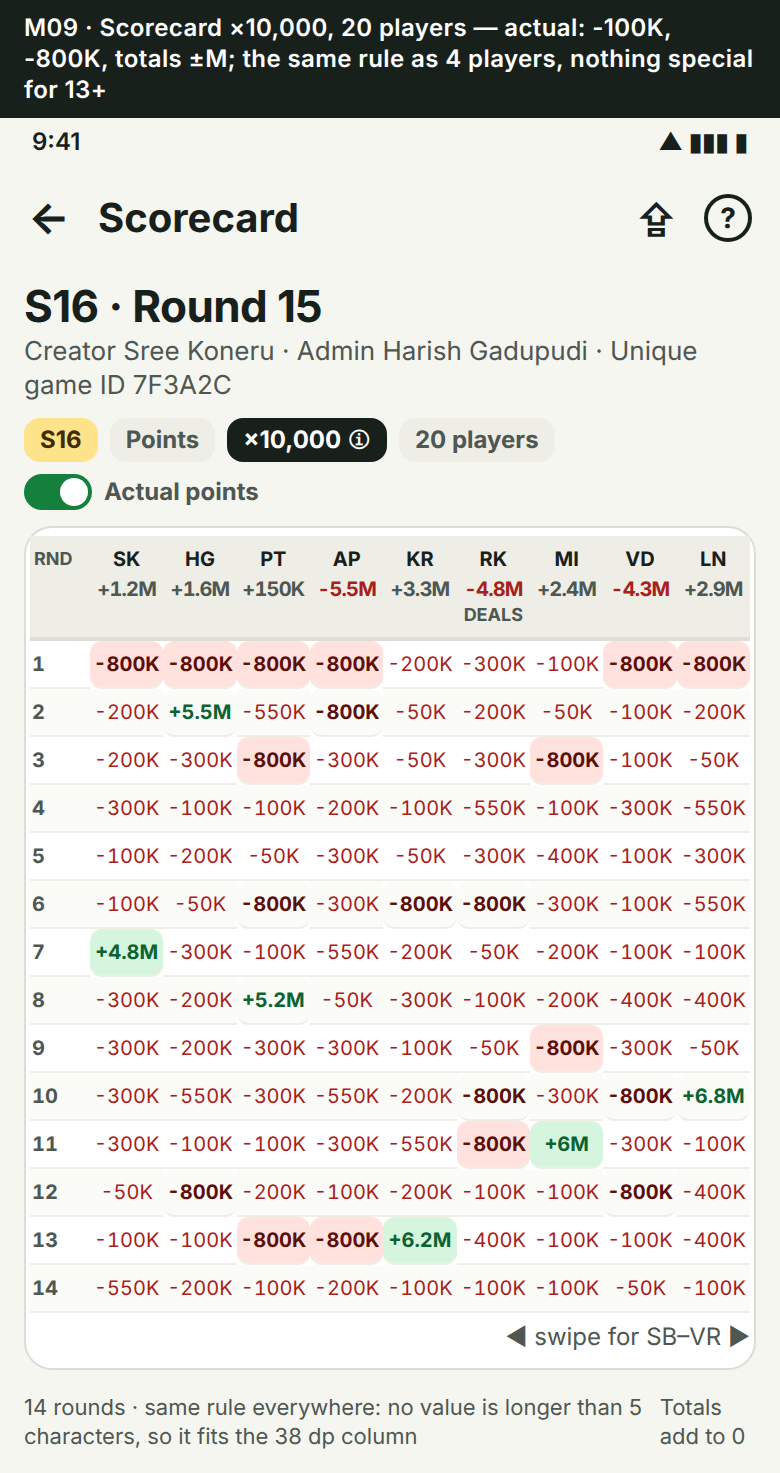 M09 · Scorecard ×10,000, 20 players — actual: -100K,
-800K, totals ±M; the same rule as 4 players, nothing special
for 13+
9:41
Scorecard
?
S16 · Round 15
Creator Sree Koneru · Admin Harish Gadupudi · Unique
game ID 7F3A2C
S16 Points ×10,000 ⓘ 20 players
Actual points
RND SK HG PT AP KR RK MI VD LN
+1.2M +1.6M +150K -5.5M +3.3M -4.8M +2.4M -4.3M +2.9M
DEALS
1 -800K -800K -800K -800K -200K -300K -100K -800K -800K
2 -200K +5.5M -550K -800K -50K -200K -50K -100K -200K
3 -200K -300K -800K -300K -50K -300K -800K -100K -50K
4 -300K -100K -100K -200K -100K -550K -100K -300K -550K
5 -100K -200K -50K -300K -50K -300K -400K -100K -300K
6 -100K -50K -800K -300K -800K -800K -300K -100K -550K
7 +4.8M -300K -100K -550K -200K -50K -200K -100K -100K
8 -300K -200K +5.2M -50K -300K -100K -200K -400K -400K
9 -300K -200K -300K -300K -100K -50K -800K -300K -50K
10 -300K -550K -300K -550K -200K -800K -300K -800K +6.8M
11 -300K -100K -100K -300K -550K -800K +6M -300K -100K
12 -50K -800K -200K -100K -200K -100K -100K -800K -400K
13 -100K -100K -800K -800K +6.2M -400K -100K -100K -400K
14 -550K -200K -100K -200K -100K -100K -100K -50K -100K
◀ swipe for SB–VR ▶
14 rounds · same rule everywhere: no value is longer than 5
characters, so it fits the 38 dp column
Totals
add to 0